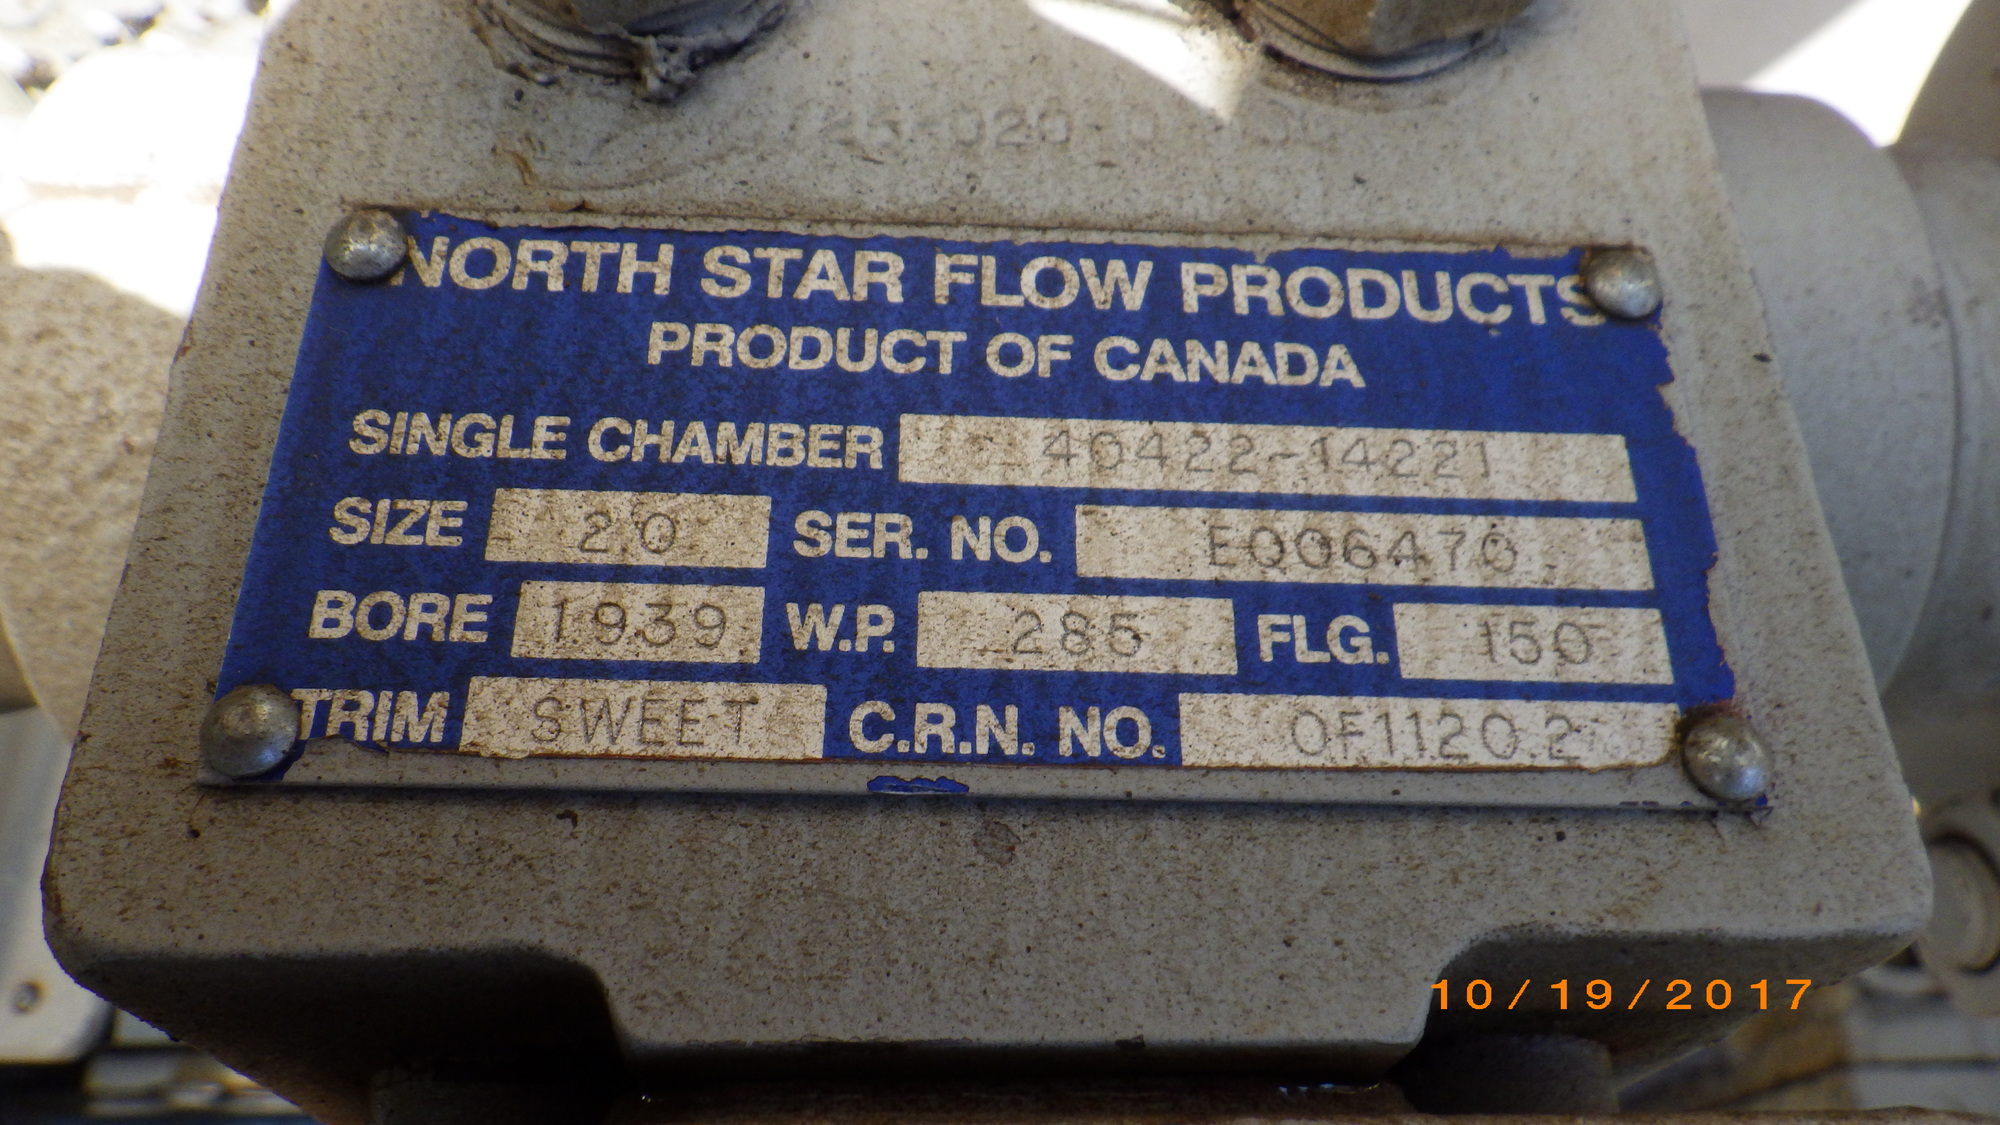 NORTH STAR FLOW PRODUCTS
PRODUCT OF CANADA
SINGLE CHAMBER 40422-14221
SIZE 2.0 SER. NO. E006470
BORE 1.939 W.P. 285 FLG. 150
TRIM SWEET C.R.N. NO. OF1120.2
10/19/2017